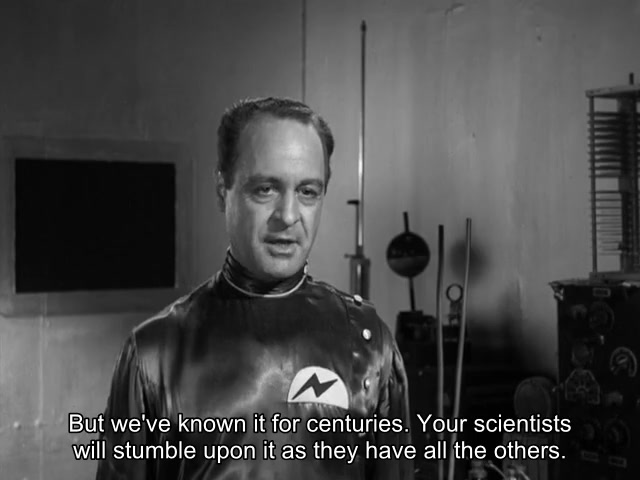 But we've known it for centuries. Your scientists
will stumble upon it as they have all the others.